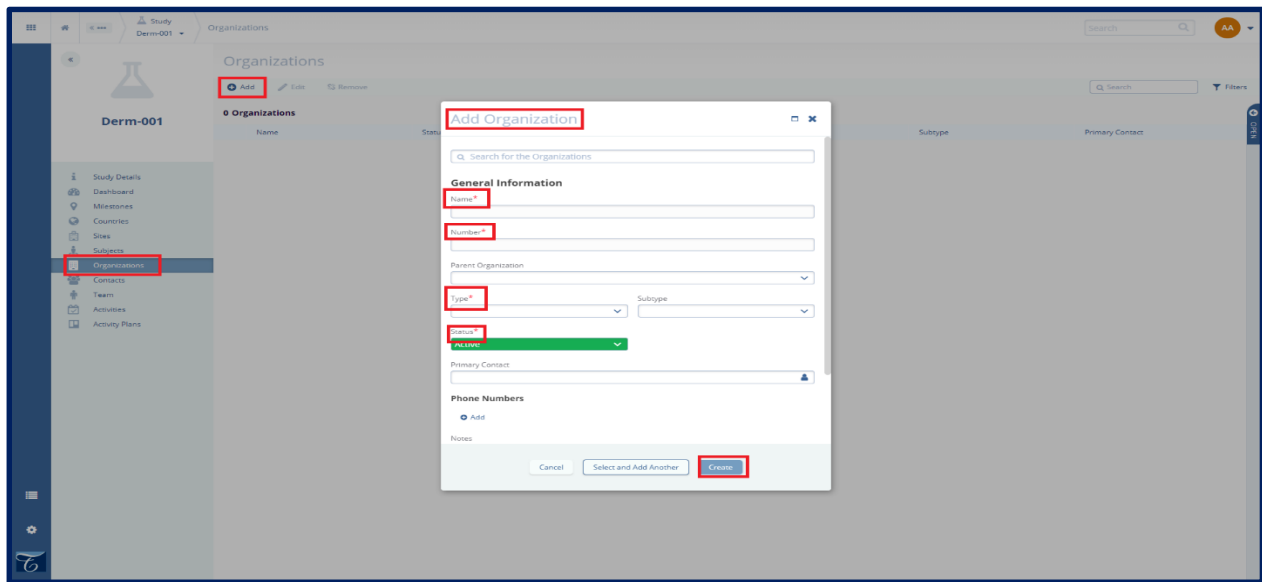 Study
Derm-001
Organizations
Search
AA
Organizations
Add Edit Remove
Search
Filters
Derm-001
0 Organizations
Name Statu Subtype Primary Contact
OPEN
Study Details
Dashboard
Milestones
Countries
Sites
Subjects
Organizations
Contacts
Team
Activities
Activity Plans
Add Organization
Search for the Organizations
General Information
Name*
Number*
Parent Organization
Type* Subtype
Status*
Active
Primary Contact
Phone Numbers
Add
Notes
Cancel Select and Add Another Create